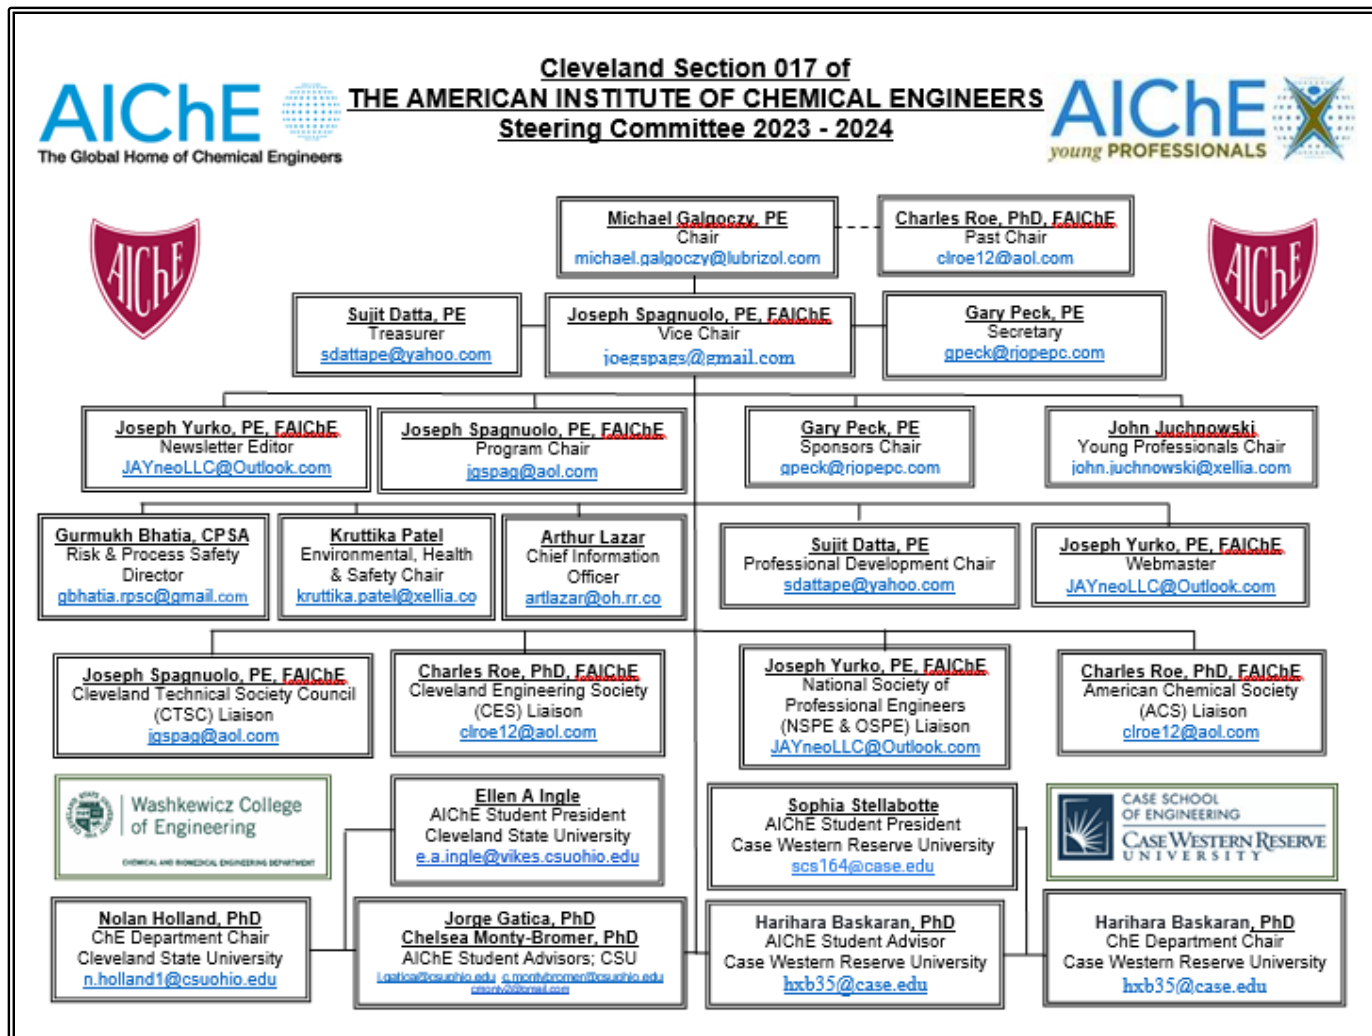 Cleveland Section 017 of
THE AMERICAN INSTITUTE OF CHEMICAL ENGINEERS
Steering Committee 2023 - 2024
AIChE
The Global Home of Chemical Engineers
AIChE
young PROFESSIONALS
AIChE
AIChE
Michael Galgoczy, PE
Chair
michael.galgoczy@lubrizol.com
Charles Roe, PhD, FAIChE
Past Chair
clroe12@aol.com
Sujit Datta, PE
Treasurer
sdattape@yahoo.com
Joseph Spagnuolo, PE, FAIChE
Vice Chair
joegspags@gmail.com
Gary Peck, PE
Secretary
gpeck@rjopepc.com
Joseph Yurko, PE, FAIChE
Newsletter Editor
JAYneoLLC@Outlook.com
Joseph Spagnuolo, PE, FAIChE
Program Chair
jgspag@aol.com
Gary Peck, PE
Sponsors Chair
gpeck@rjopepc.com
John Juchnowski
Young Professionals Chair
john.juchnowski@xellia.com
Gurmukh Bhatia, CPSA
Risk & Process Safety
Director
gbhatia.rpsc@gmail.com
Kruttika Patel
Environmental, Health
& Safety Chair
kruttika.patel@xellia.co
Arthur Lazar
Chief Information
Officer
artlazar@oh.rr.co
Sujit Datta, PE
Professional Development Chair
sdattape@yahoo.com
Joseph Yurko, PE, FAIChE
Webmaster
JAYneoLLC@Outlook.com
Joseph Spagnuolo, PE, FAIChE
Cleveland Technical Society Council
(CTSC) Liaison
jgspag@aol.com
Charles Roe, PhD, FAIChE
Cleveland Engineering Society
(CES) Liaison
clroe12@aol.com
Joseph Yurko, PE, FAIChE
National Society of
Professional Engineers
(NSPE & OSPE) Liaison
JAYneoLLC@Outlook.com
Charles Roe, PhD, FAIChE
American Chemical Society
(ACS) Liaison
clroe12@aol.com
Washkewicz College
of Engineering
CHEMICAL AND BIOMEDICAL ENGINEERING DEPARTMENT
Ellen A Ingle
AIChE Student President
Cleveland State University
e.a.ingle@vikes.csuohio.edu
Sophia Stellabotte
AIChE Student President
Case Western Reserve University
scs164@case.edu
CASE SCHOOL
OF ENGINEERING
CASE WESTERN RESERVE
UNIVERSITY
Nolan Holland, PhD
ChE Department Chair
Cleveland State University
n.holland1@csuohio.edu
Jorge Gatica, PhD
Chelsea Monty-Bromer, PhD
AIChE Student Advisors; CSU
j.gatica@csuohio.edu c.montybromer@csuohio.edu
cmonty2@gmail.com
Harihara Baskaran, PhD
AIChE Student Advisor
Case Western Reserve University
hxb35@case.edu
Harihara Baskaran, PhD
ChE Department Chair
Case Western Reserve University
hxb35@case.edu